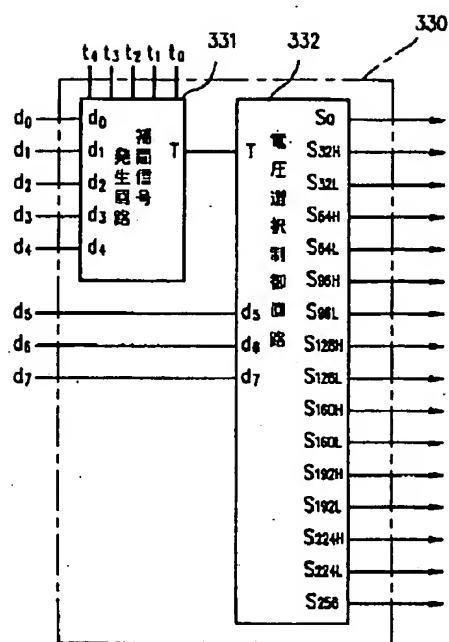 331
332
330
t4 t3 t2 t1 t0
d0 d0
d1 d1
d2 d2
d3 d3
d4 d4
補間信号
発生回路
T
T
電圧選択制御回路
d5 d5
d6 d6
d7 d7
S0
S32H
S32L
S64H
S64L
S96H
S96L
S128H
S128L
S160H
S160L
S192H
S192L
S224H
S224L
S256